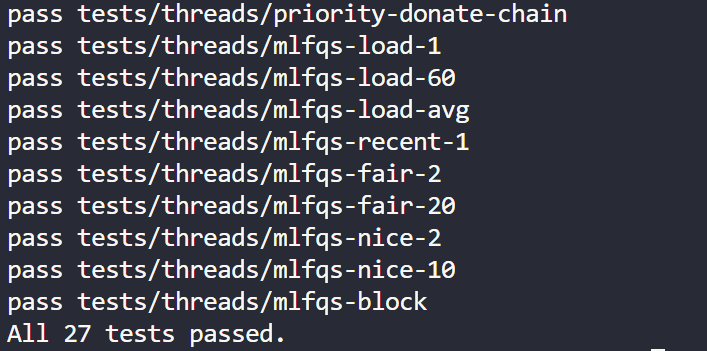 pass tests/threads/priority-donate-chain
pass tests/threads/mlfqs-load-1
pass tests/threads/mlfqs-load-60
pass tests/threads/mlfqs-load-avg
pass tests/threads/mlfqs-recent-1
pass tests/threads/mlfqs-fair-2
pass tests/threads/mlfqs-fair-20
pass tests/threads/mlfqs-nice-2
pass tests/threads/mlfqs-nice-10
pass tests/threads/mlfqs-block
All 27 tests passed.